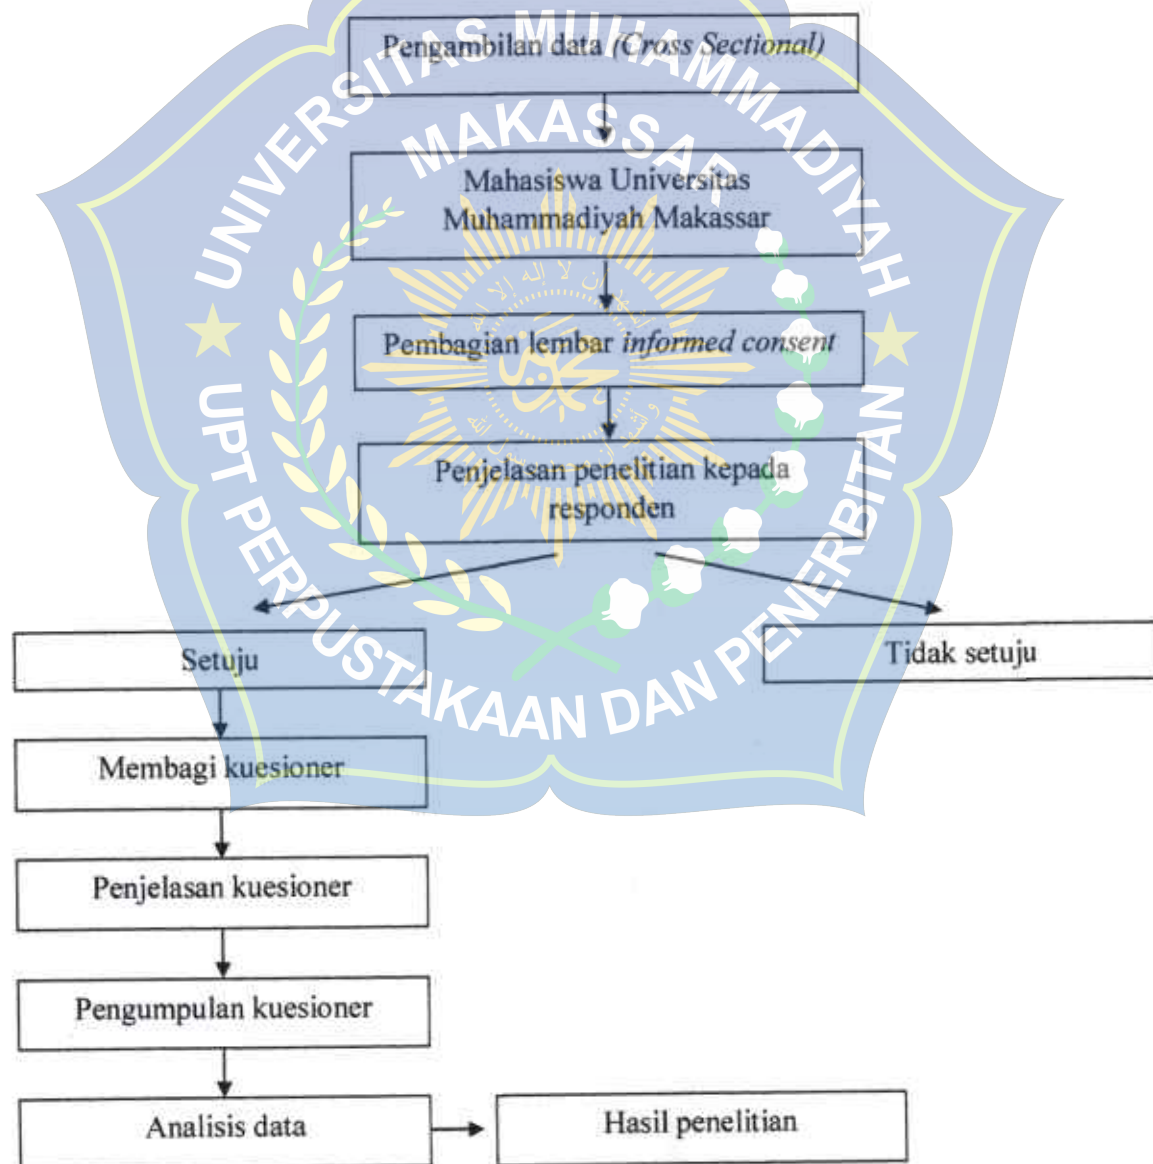 Pengambilan data (Cross Sectional)
Mahasiswa Universitas
Muhammadiyah Makassar
Pembagian lembar informed consent
Penjelasan penelitian kepada
responden
Setuju
Tidak setuju
Membagi kuesioner
Penjelasan kuesioner
Pengumpulan kuesioner
Analisis data
Hasil penelitian
UNIVERSITAS MUHAMMADIYAH
MAKASSAR
UPT PERPUSTAKAAN DAN PENERBITAN